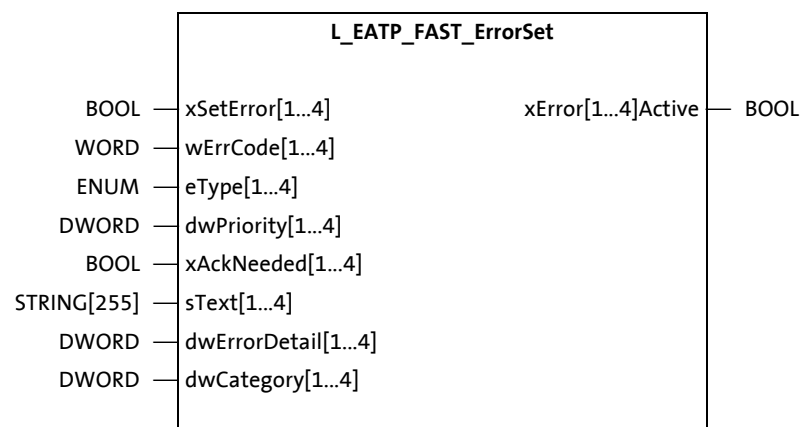 L_EATP_FAST_ErrorSet
BOOL xSetError[1...4] xError[1...4]Active BOOL
WORD wErrCode[1...4]
ENUM eType[1...4]
DWORD dwPriority[1...4]
BOOL xAckNeeded[1...4]
STRING[255] sText[1...4]
DWORD dwErrorDetail[1...4]
DWORD dwCategory[1...4]